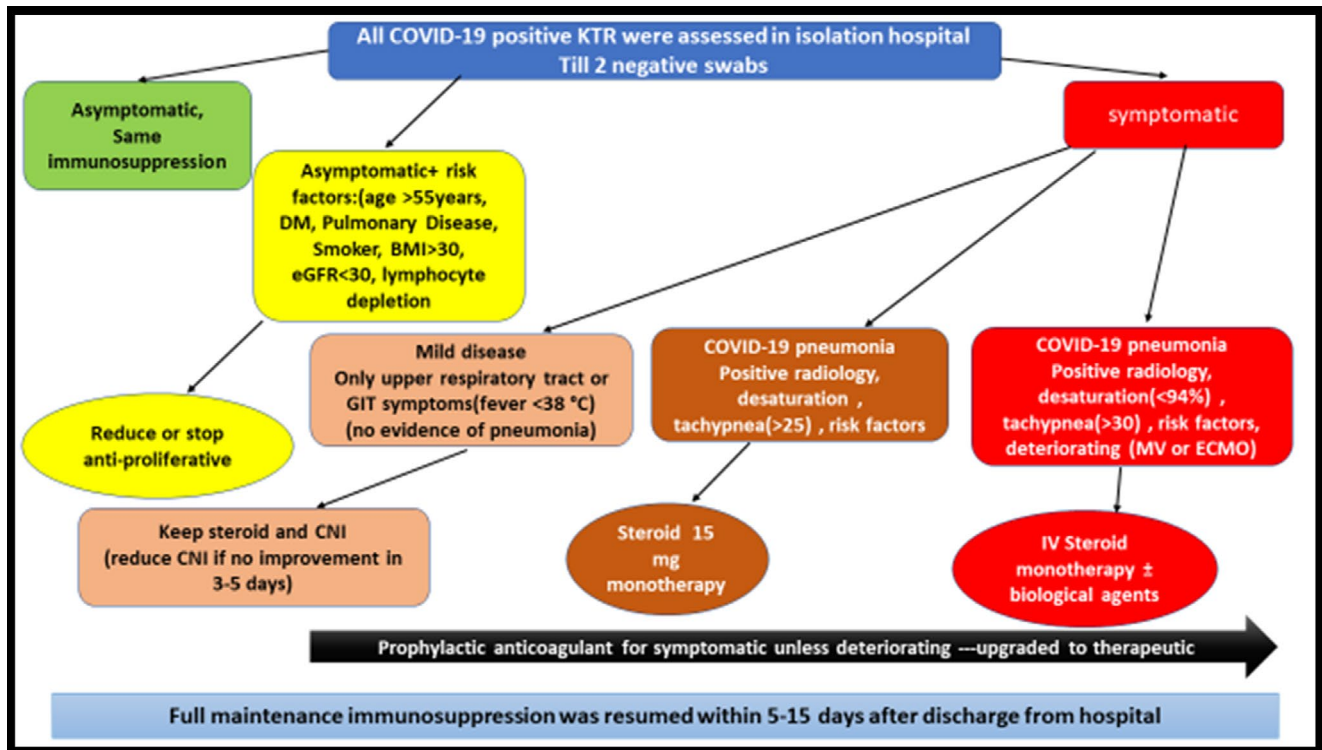 All COVID-19 positive KTR were assessed in isolation hospital
Till 2 negative swabs
Asymptomatic,
Same
immunosuppression
symptomatic
Asymptomatic+ risk
factors:(age >55years,
DM, Pulmonary Disease,
Smoker, BMI>30,
eGFR<30, lymphocyte
depletion
Mild disease
Only upper respiratory tract or
GIT symptoms(fever <38 °C)
(no evidence of pneumonia)
COVID-19 pneumonia
Positive radiology,
desaturation ,
tachypnea(>25) , risk factors
COVID-19 pneumonia
Positive radiology,
desaturation(<94%) ,
tachypnea(>30) , risk factors,
deteriorating (MV or ECMO)
Reduce or stop
anti-proliferative
Keep steroid and CNI
(reduce CNI if no improvement in
3-5 days)
Steroid 15
mg
monotherapy
IV Steroid
monotherapy ±
biological agents
Prophylactic anticoagulant for symptomatic unless deteriorating ---upgraded to therapeutic
Full maintenance immunosuppression was resumed within 5-15 days after discharge from hospital